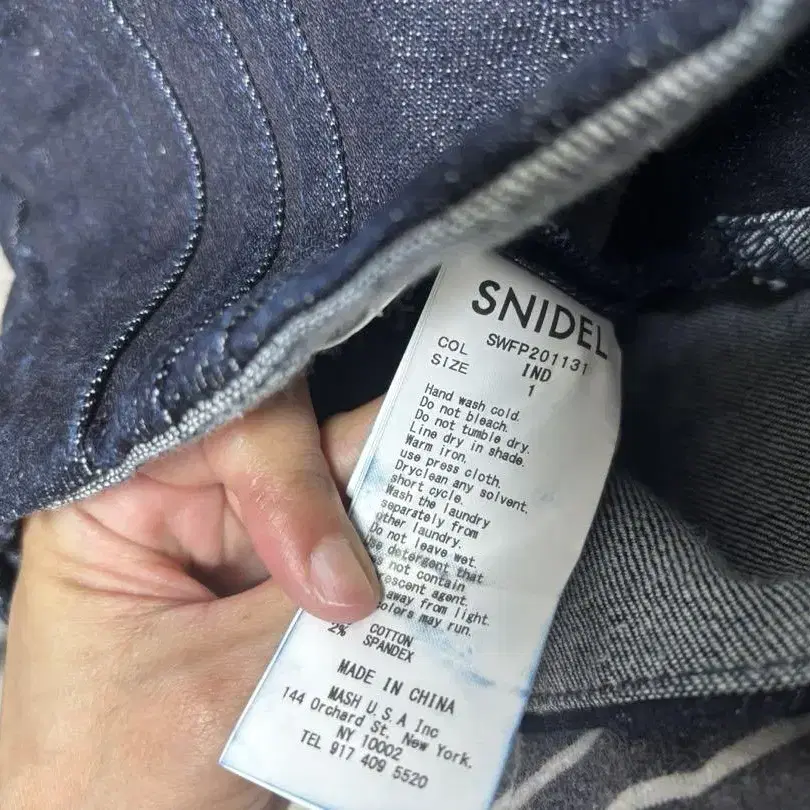 SNIDEL
SWFP201131
COL IND
SIZE 1
Hand wash cold.
Do not bleach.
Do not tumble dry.
Line dry in shade.
Warm iron.
use press cloth.
Dryclean any solvent.
short cycle.
Wash the laundry
separately from
other laundry.
Do not leave wet.
detergent that
not contain
agent.
away from light.
may run.
COTTON
2% SPANDEX
MADE IN CHINA
MASH U.S.A Inc
144 Orchard St, New York.
NY 10002
TEL 917 409 5520